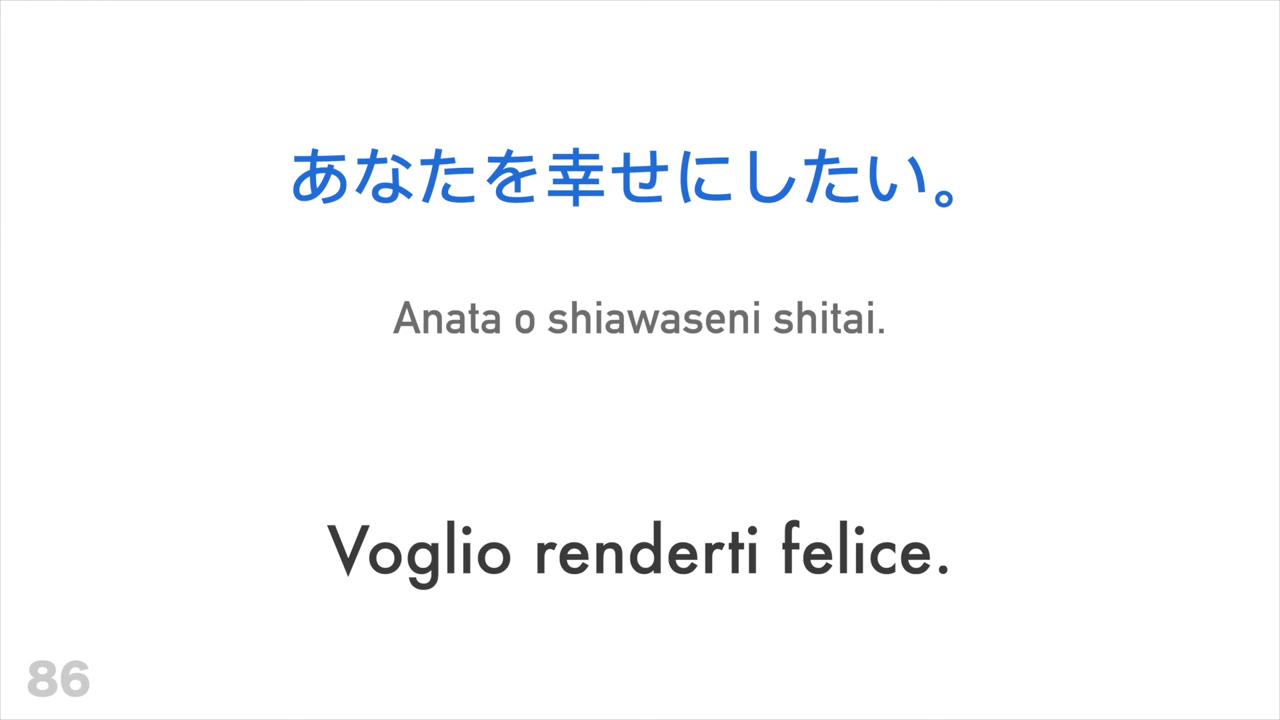 あなたを幸せにしたい。
Anata o shiawaseni shitai.
Voglio renderti felice.
86